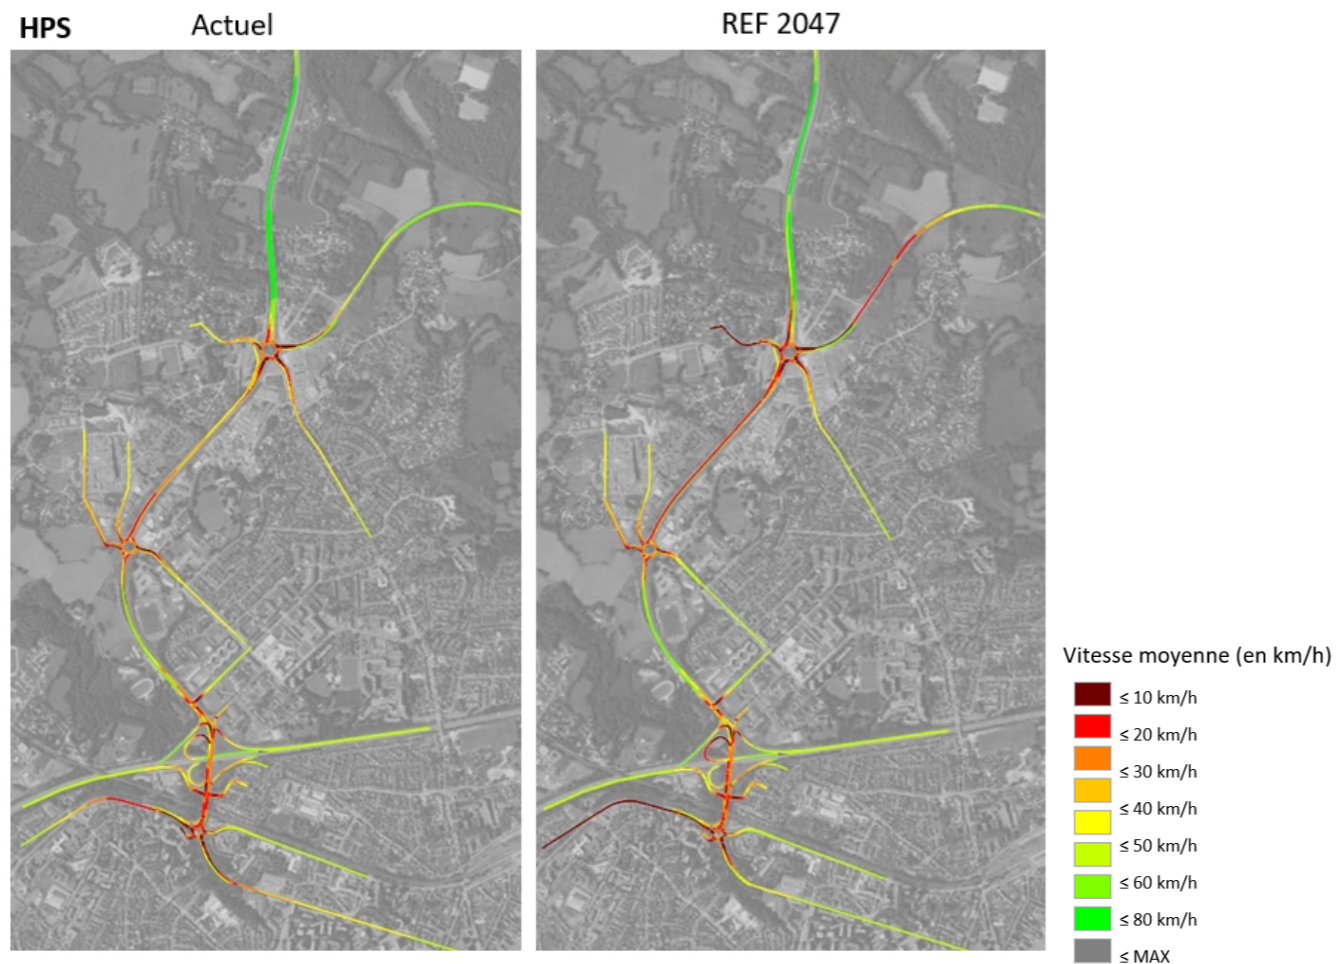 HPS
Actuel
REF 2047
Vitesse moyenne (en km/h)
≤ 10 km/h
≤ 20 km/h
≤ 30 km/h
≤ 40 km/h
≤ 50 km/h
≤ 60 km/h
≤ 80 km/h
≤ MAX